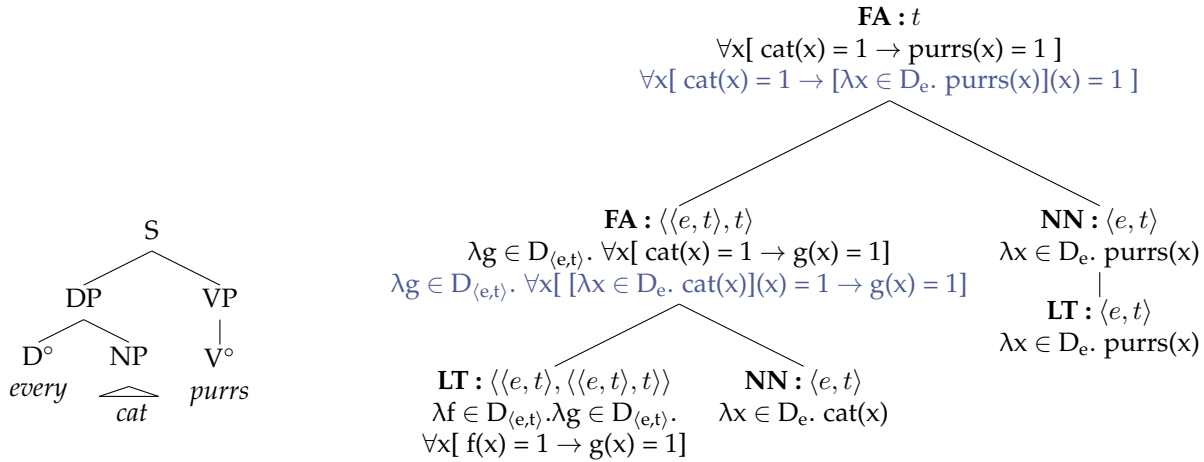 FA : t
∀x[ cat(x) = 1 → purrs(x) = 1 ]
∀x[ cat(x) = 1 → [λx ∈ Dₑ. purrs(x)](x) = 1 ]
S
DP VP
D° NP V°
every cat purrs
FA : ⟨⟨e, t⟩, t⟩
λg ∈ D⟨e,t⟩. ∀x[ cat(x) = 1 → g(x) = 1]
λg ∈ D⟨e,t⟩. ∀x[ [λx ∈ Dₑ. cat(x)](x) = 1 → g(x) = 1]
NN : ⟨e, t⟩
λx ∈ Dₑ. purrs(x)
LT : ⟨e, t⟩
λx ∈ Dₑ. purrs(x)
LT : ⟨⟨e, t⟩, ⟨⟨e, t⟩, t⟩⟩
λf ∈ D⟨e,t⟩.λg ∈ D⟨e,t⟩.
∀x[ f(x) = 1 → g(x) = 1]
NN : ⟨e, t⟩
λx ∈ Dₑ. cat(x)